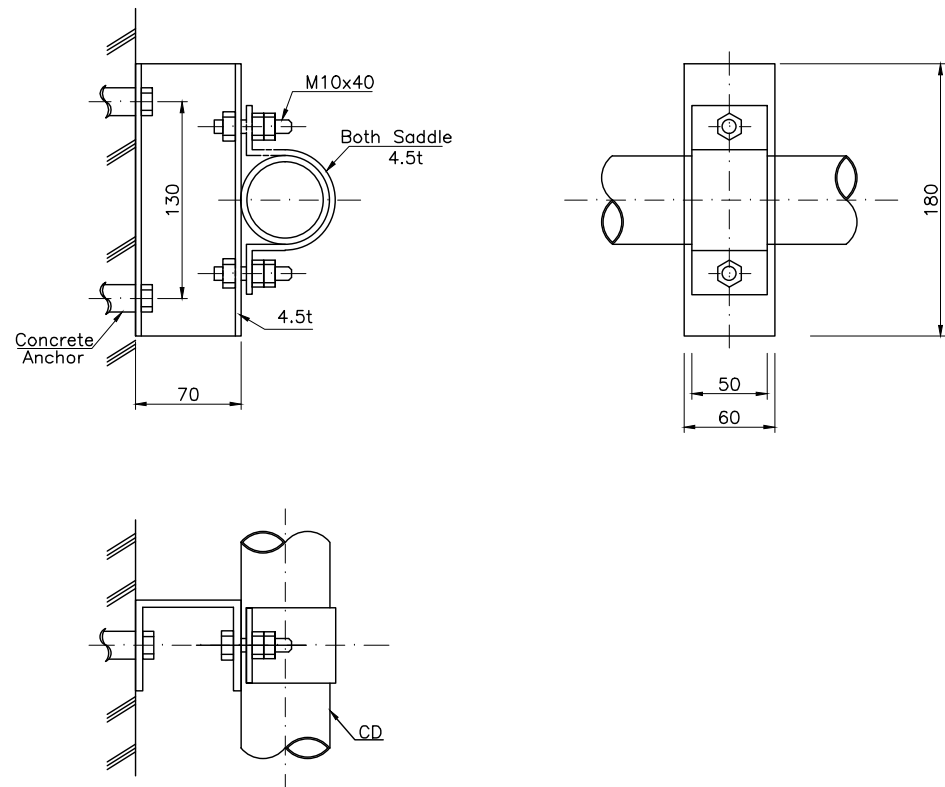 M10x40
Both Saddle
4.5t
130
180
4.5t
Concrete
Anchor
70
50
60
CD